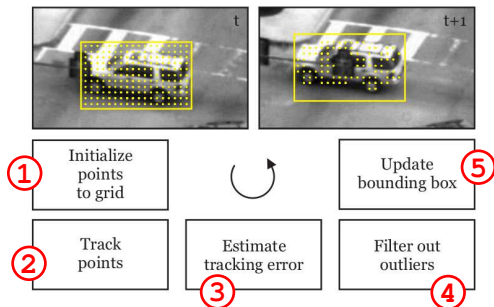 t
t+1
1
Initialize
points
to grid
Update
bounding box
5
2
Track
points
Estimate
tracking error
3
Filter out
outliers
4